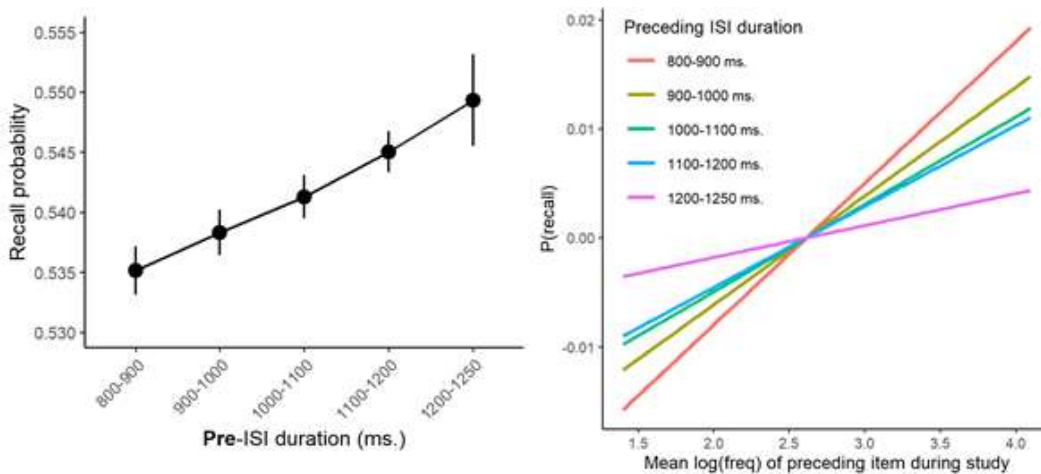 0.555
0.550
0.545
0.540
0.535
0.530
Recall probability
800-900
900-1000
1000-1100
1100-1200
1200-1250
Pre-ISI duration (ms.)
0.02
0.01
0.00
-0.01
P(recall)
Preceding ISI duration
800-900 ms.
900-1000 ms.
1000-1100 ms.
1100-1200 ms.
1200-1250 ms.
1.5 2.0 2.5 3.0 3.5 4.0
Mean log(freq) of preceding item during study